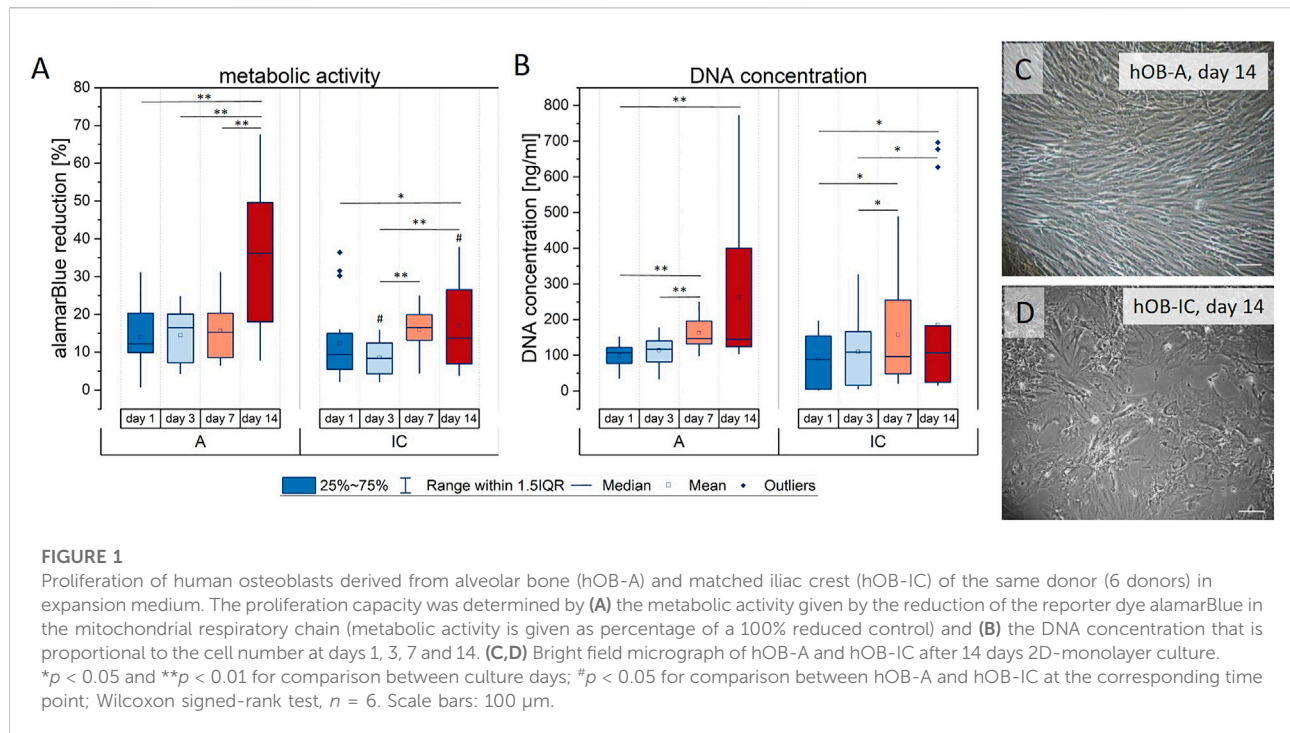 A
metabolic activity
alamarBlue reduction [%]
80
70
60
50
40
30
20
10
0
**
**
**
*
**
**
#
#
day 1 day 3 day 7 day 14 day 1 day 3 day 7 day 14
A IC
B
DNA concentration
DNA concentration [ng/ml]
800
700
600
500
400
300
250
200
150
100
50
0
**
**
**
*
*
*
*
day 1 day 3 day 7 day 14 day 1 day 3 day 7 day 14
A IC
25%~75% Range within 1.5IQR Median Mean Outliers
C
hOB-A, day 14
D
hOB-IC, day 14
FIGURE 1
Proliferation of human osteoblasts derived from alveolar bone (hOB-A) and matched iliac crest (hOB-IC) of the same donor (6 donors) in
expansion medium. The proliferation capacity was determined by (A) the metabolic activity given by the reduction of the reporter dye alamarBlue in
the mitochondrial respiratory chain (metabolic activity is given as percentage of a 100% reduced control) and (B) the DNA concentration that is
proportional to the cell number at days 1, 3, 7 and 14. (C,D) Bright field micrograph of hOB-A and hOB-IC after 14 days 2D-monolayer culture.
*p < 0.05 and **p < 0.01 for comparison between culture days; #p < 0.05 for comparison between hOB-A and hOB-IC at the corresponding time
point; Wilcoxon signed-rank test, n = 6. Scale bars: 100 µm.